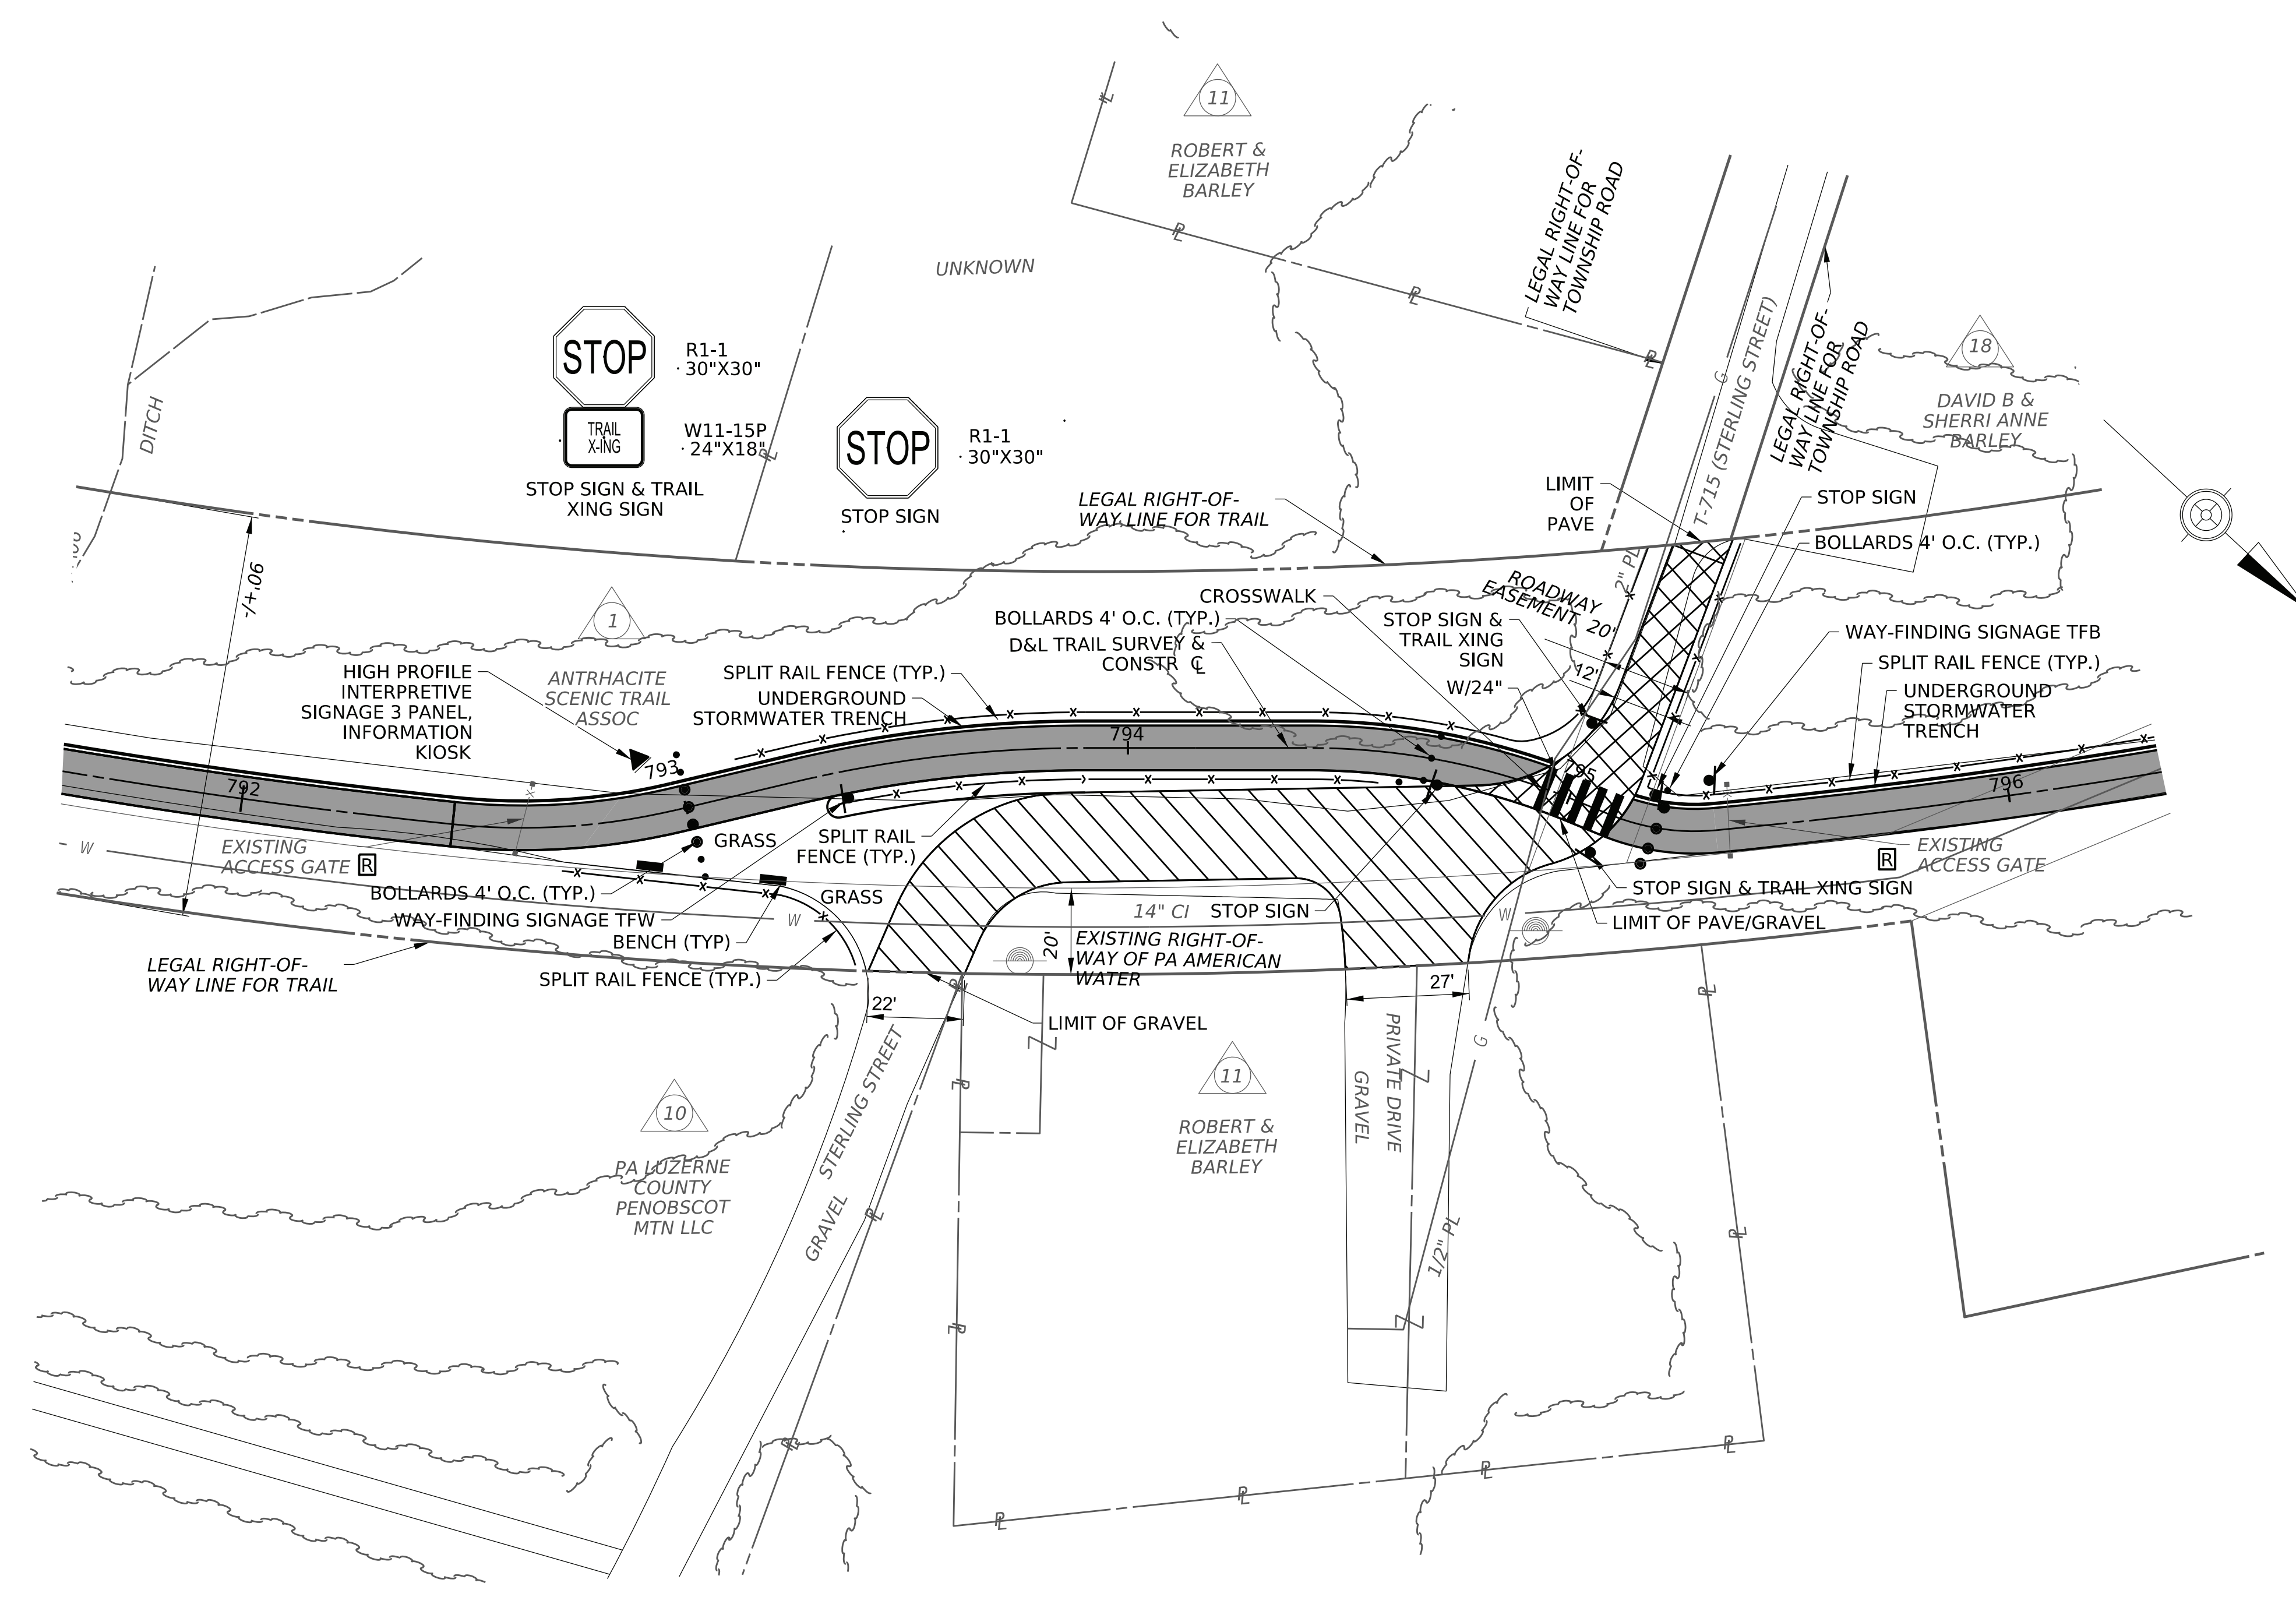 11
ROBERT &
ELIZABETH
BARLEY
UNKNOWN
LEGAL RIGHT-OF-
WAY LINE FOR
TOWNSHIP ROAD
T-715 (STERLING STREET)
G
LEGAL RIGHT-OF-
WAY LINE FOR
TOWNSHIP ROAD
18
DAVID B &
SHERRI ANNE
BARLEY
DITCH
STOP
R1-1
30"X30"
TRAIL
X-ING
W11-15P
24"X18"
STOP SIGN & TRAIL
XING SIGN
STOP
R1-1
30"X30"
STOP SIGN
LEGAL RIGHT-OF-
WAY LINE FOR TRAIL
LIMIT
OF
PAVE
STOP SIGN
BOLLARDS 4' O.C. (TYP.)
2" PL
90'+/-
1
ANTRHACITE
SCENIC TRAIL
ASSOC
HIGH PROFILE
INTERPRETIVE
SIGNAGE 3 PANEL,
INFORMATION
KIOSK
SPLIT RAIL FENCE (TYP.)
UNDERGROUND
STORMWATER TRENCH
CROSSWALK
BOLLARDS 4' O.C. (TYP.)
D&L TRAIL SURVEY &
CONSTR ℄
ROADWAY
EASEMENT 20'
STOP SIGN &
TRAIL XING
SIGN
12'
W/24"
WAY-FINDING SIGNAGE TFB
SPLIT RAIL FENCE (TYP.)
UNDERGROUND
STORMWATER
TRENCH
792
793
794
795
796
EXISTING
ACCESS GATE R
W
GRASS
SPLIT RAIL
FENCE (TYP.)
GRASS
BOLLARDS 4' O.C. (TYP.)
WAY-FINDING SIGNAGE TFW
BENCH (TYP)
SPLIT RAIL FENCE (TYP.)
LEGAL RIGHT-OF-
WAY LINE FOR TRAIL
W
14" CI
STOP SIGN
W
20'
EXISTING RIGHT-OF-
WAY OF PA AMERICAN
WATER
R
EXISTING
ACCESS GATE
STOP SIGN & TRAIL XING SIGN
LIMIT OF PAVE/GRAVEL
22'
27'
LIMIT OF GRAVEL
G
10
PA LUZERNE
COUNTY
PENOBSCOT
MTN LLC
STERLING STREET
GRAVEL
11
ROBERT &
ELIZABETH
BARLEY
PRIVATE DRIVE
GRAVEL
1/2" PL